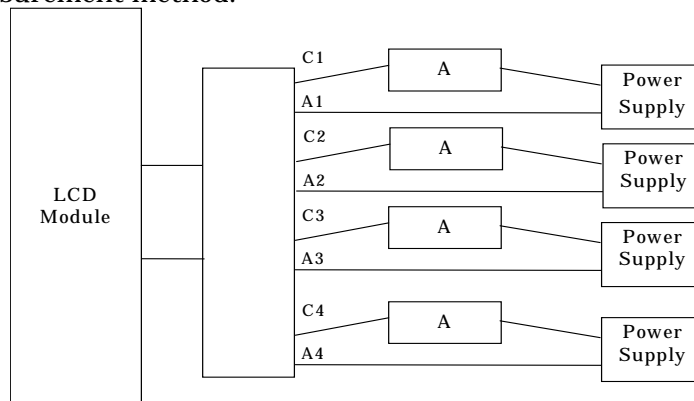 surement method.
C1
A
Power
Supply
A1
C2
A
Power
Supply
A2
LCD
Module
C3
A
Power
Supply
A3
C4
A
Power
Supply
A4